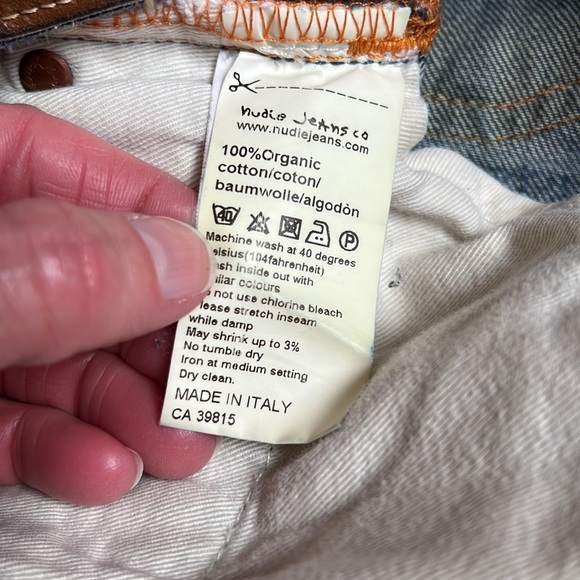 nudie jeans co
www.nudiejeans.com
100%Organic
cotton/coton/
baumwolle/algodòn
40 P
Machine wash at 40 degrees
elsius(104fahrenheit)
sh inside out with
ilar colours
not use chlorine bleach
lease stretch inseam
while damp
May shrink up to 3%
No tumble dry
Iron at medium setting
Dry clean.
MADE IN ITALY
CA 39815